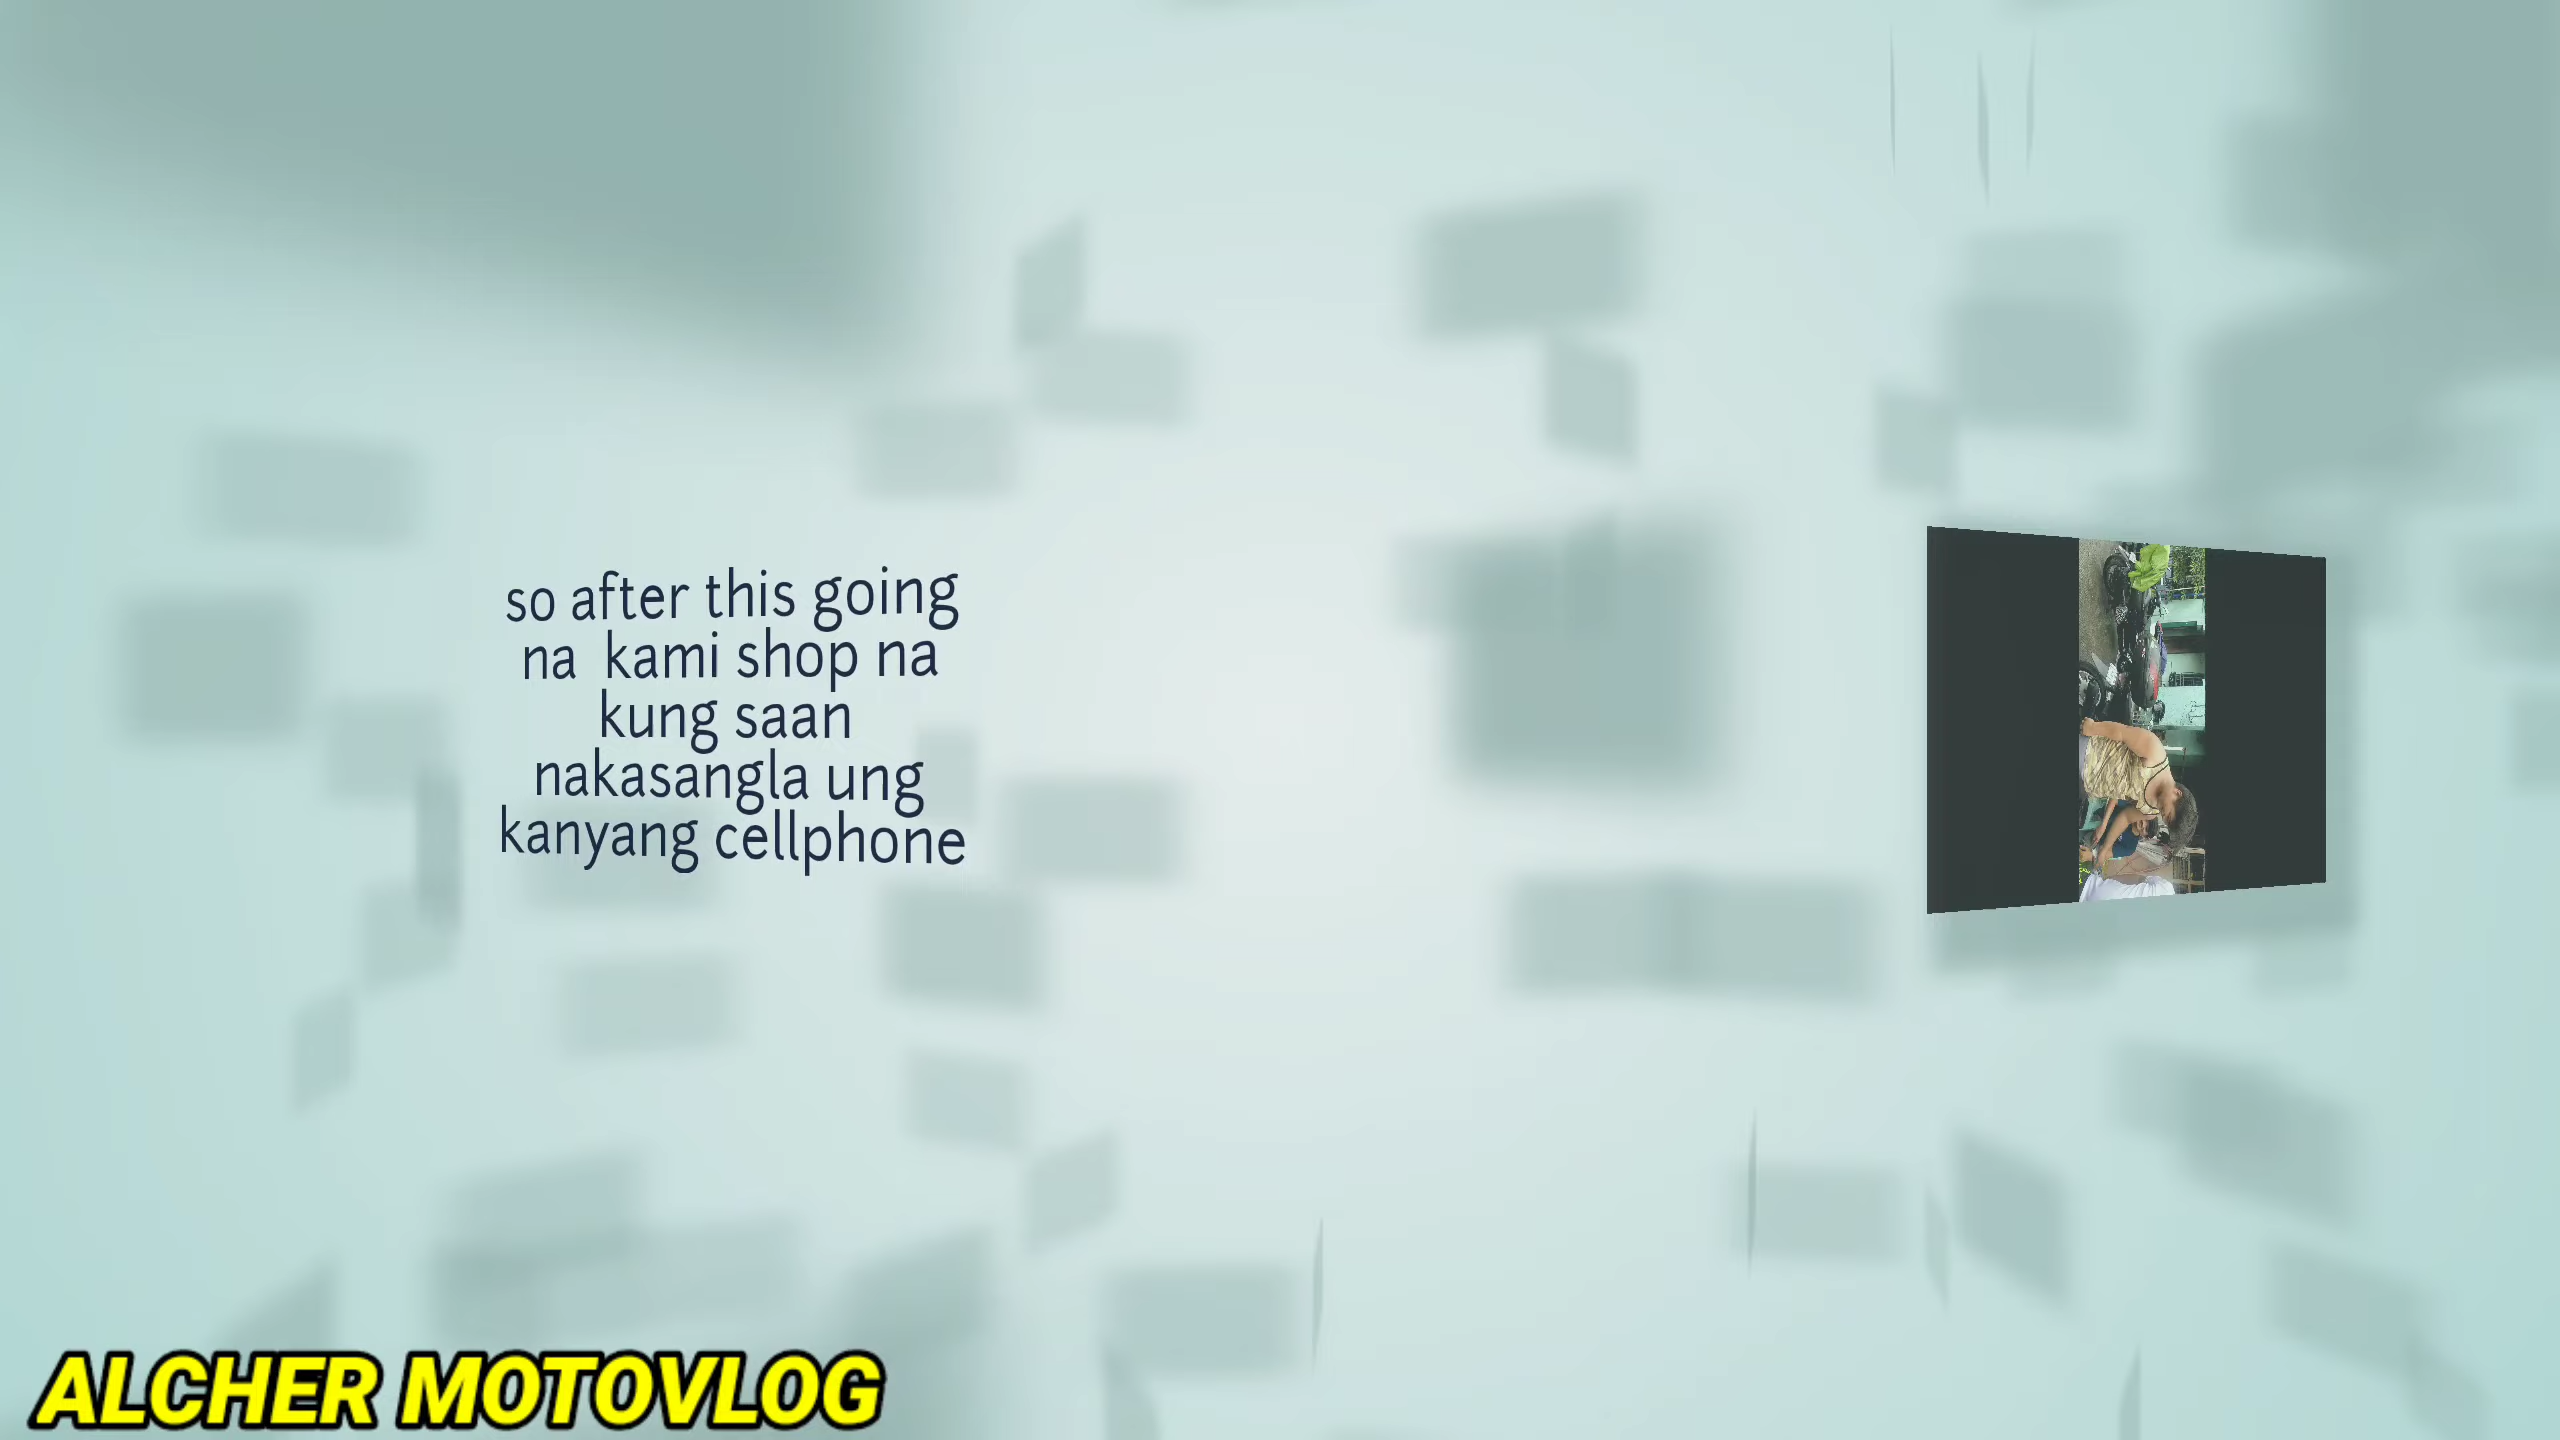 so after this going
na  kami shop na
kung saan
nakasangla ung
kanyang cellphone
ALCHER MOTOVLOG